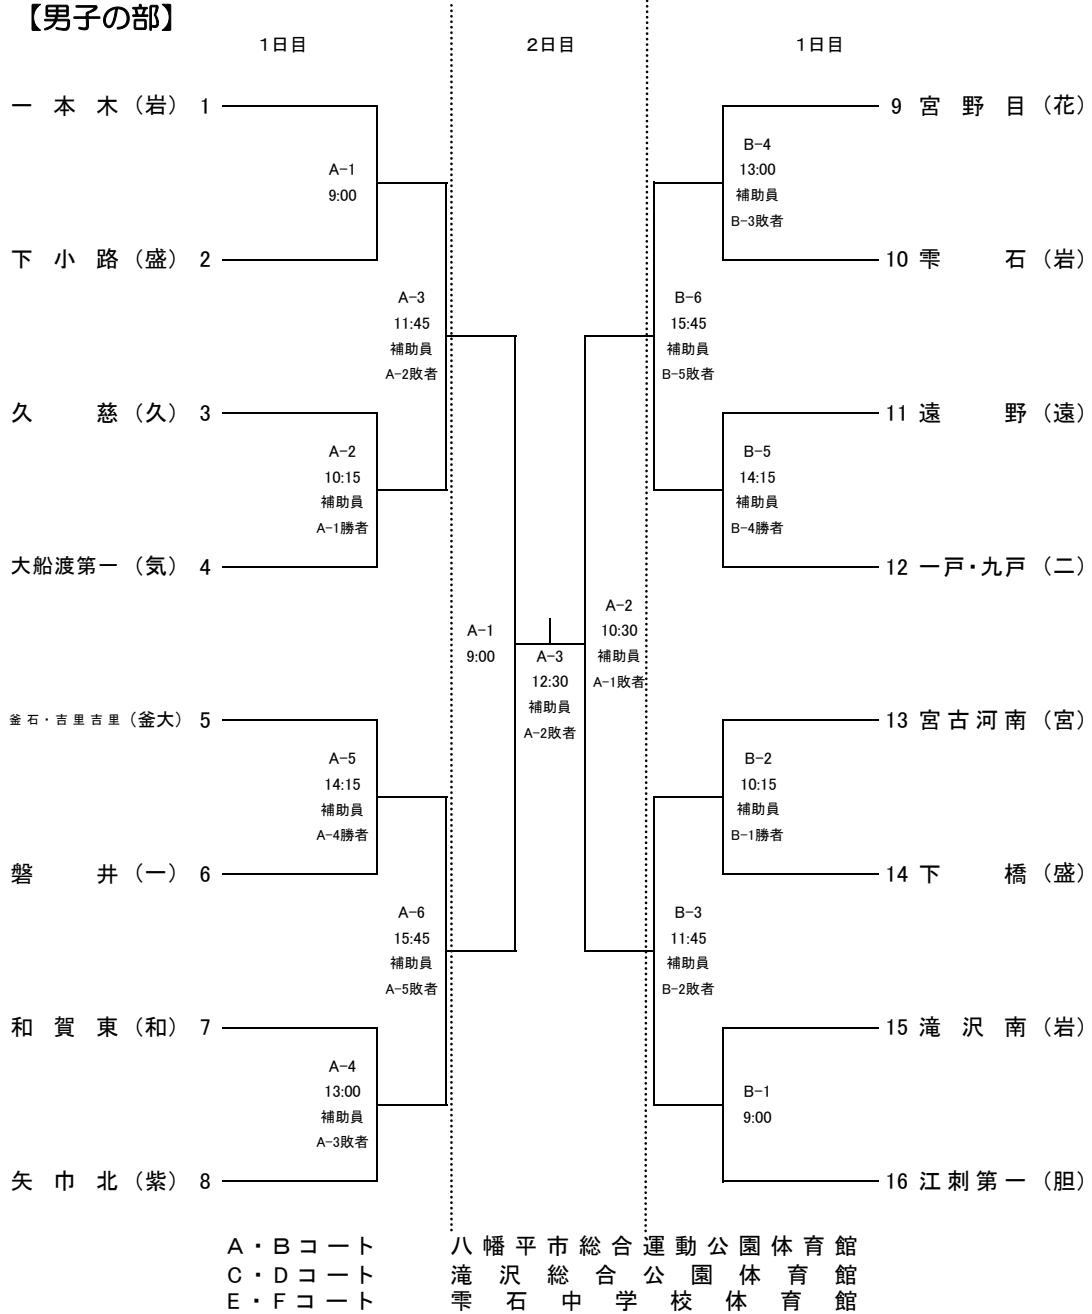 【男子の部】
1日目 2日目 1日目
一本木（岩） 1
9 宮野目（花）
A-1
9:00
B-4
13:00
補助員
B-3敗者
下小路（盛） 2
10 雫石（岩）
A-3
11:45
補助員
A-2敗者
B-6
15:45
補助員
B-5敗者
久慈（久） 3
11 遠野（遠）
A-2
10:15
補助員
A-1勝者
B-5
14:15
補助員
B-4勝者
大船渡第一（気） 4
12 一戸・九戸（二）
A-1
9:00
A-3
12:30
補助員
A-2敗者
A-2
10:30
補助員
A-1敗者
釜石・吉里吉里（釜大） 5
13 宮古河南（宮）
A-5
14:15
補助員
A-4勝者
B-2
10:15
補助員
B-1勝者
磐井（一） 6
14 下橋（盛）
A-6
15:45
補助員
A-5敗者
B-3
11:45
補助員
B-2敗者
和賀東（和） 7
15 滝沢南（岩）
A-4
13:00
補助員
A-3敗者
B-1
9:00
矢巾北（紫） 8
16 江刺第一（胆）
A・Bコート 八幡平市総合運動公園体育館
C・Dコート 滝沢総合公園体育館
E・Fコート 雫石中学校体育館